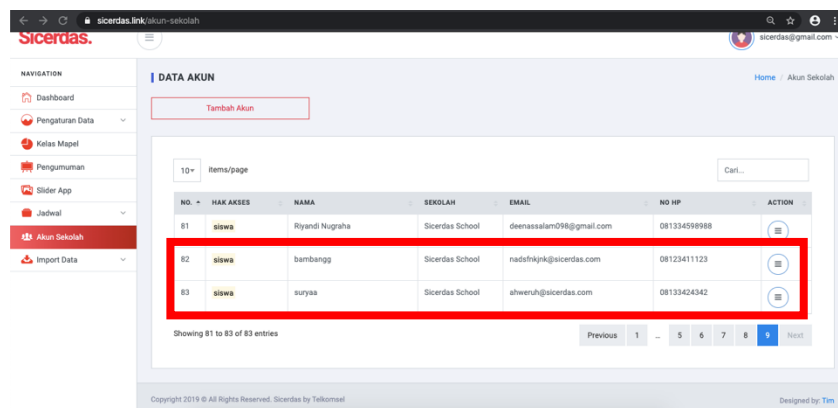 sicerdas.link/akun-sekolah
Sicerdas.
sicerdas@gmail.com
NAVIGATION
DATA AKUN
Home / Akun Sekolah
Dashboard
Tambah Akun
Pengaturan Data
Kelas Mapel
Pengumuman
10 items/page
Cari...
Slider App
NO. HAK AKSES NAMA SEKOLAH EMAIL NO HP ACTION
Jadwal
81 siswa Riyandi Nugraha Sicerdas School deenassalam098@gmail.com 081334598988
Akun Sekolah
82 siswa bambangg Sicerdas School nadsfnkjnk@sicerdas.com 08123411123
Import Data
83 siswa suryaa Sicerdas School ahweruh@sicerdas.com 08133424342
Showing 81 to 83 of 83 entries
Previous 1 ... 5 6 7 8 9 Next
Copyright 2019 © All Rights Reserved. Sicerdas by Telkomsel
Designed by: Tim